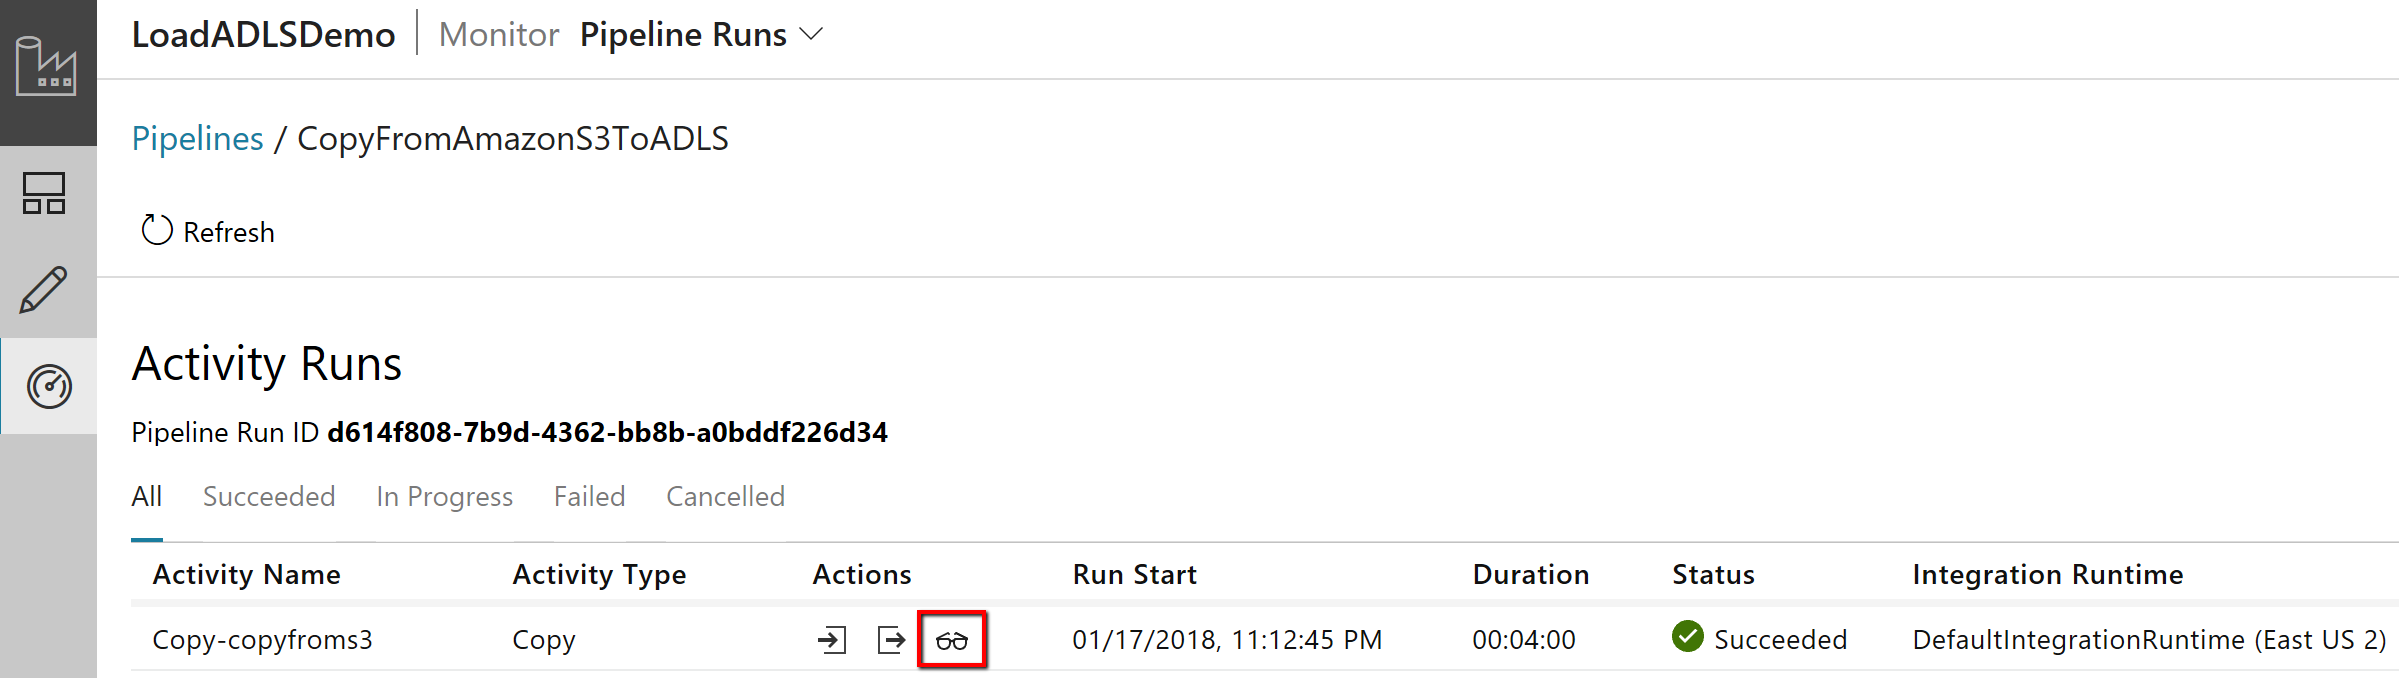 LoadADLSDemo Monitor Pipeline Runs
Pipelines / CopyFromAmazonS3ToADLS
Refresh
Activity Runs
Pipeline Run ID d614f808-7b9d-4362-bb8b-a0bddf226d34
All Succeeded In Progress Failed Cancelled
Activity Name Activity Type Actions Run Start Duration Status Integration Runtime
Copy-copyfroms3 Copy 01/17/2018, 11:12:45 PM 00:04:00 Succeeded DefaultIntegrationRuntime (East US 2)